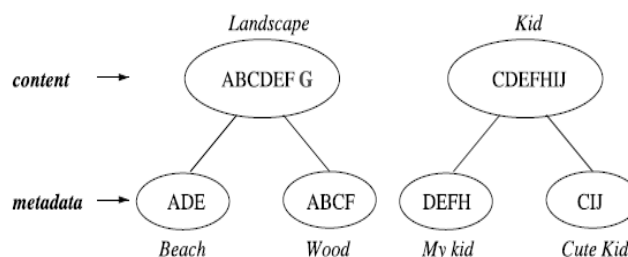 Landscape Kid
content ABCDEF G CDEFHIJ
metadata ADE ABCF DEFH CIJ
Beach Wood My kid Cute Kid